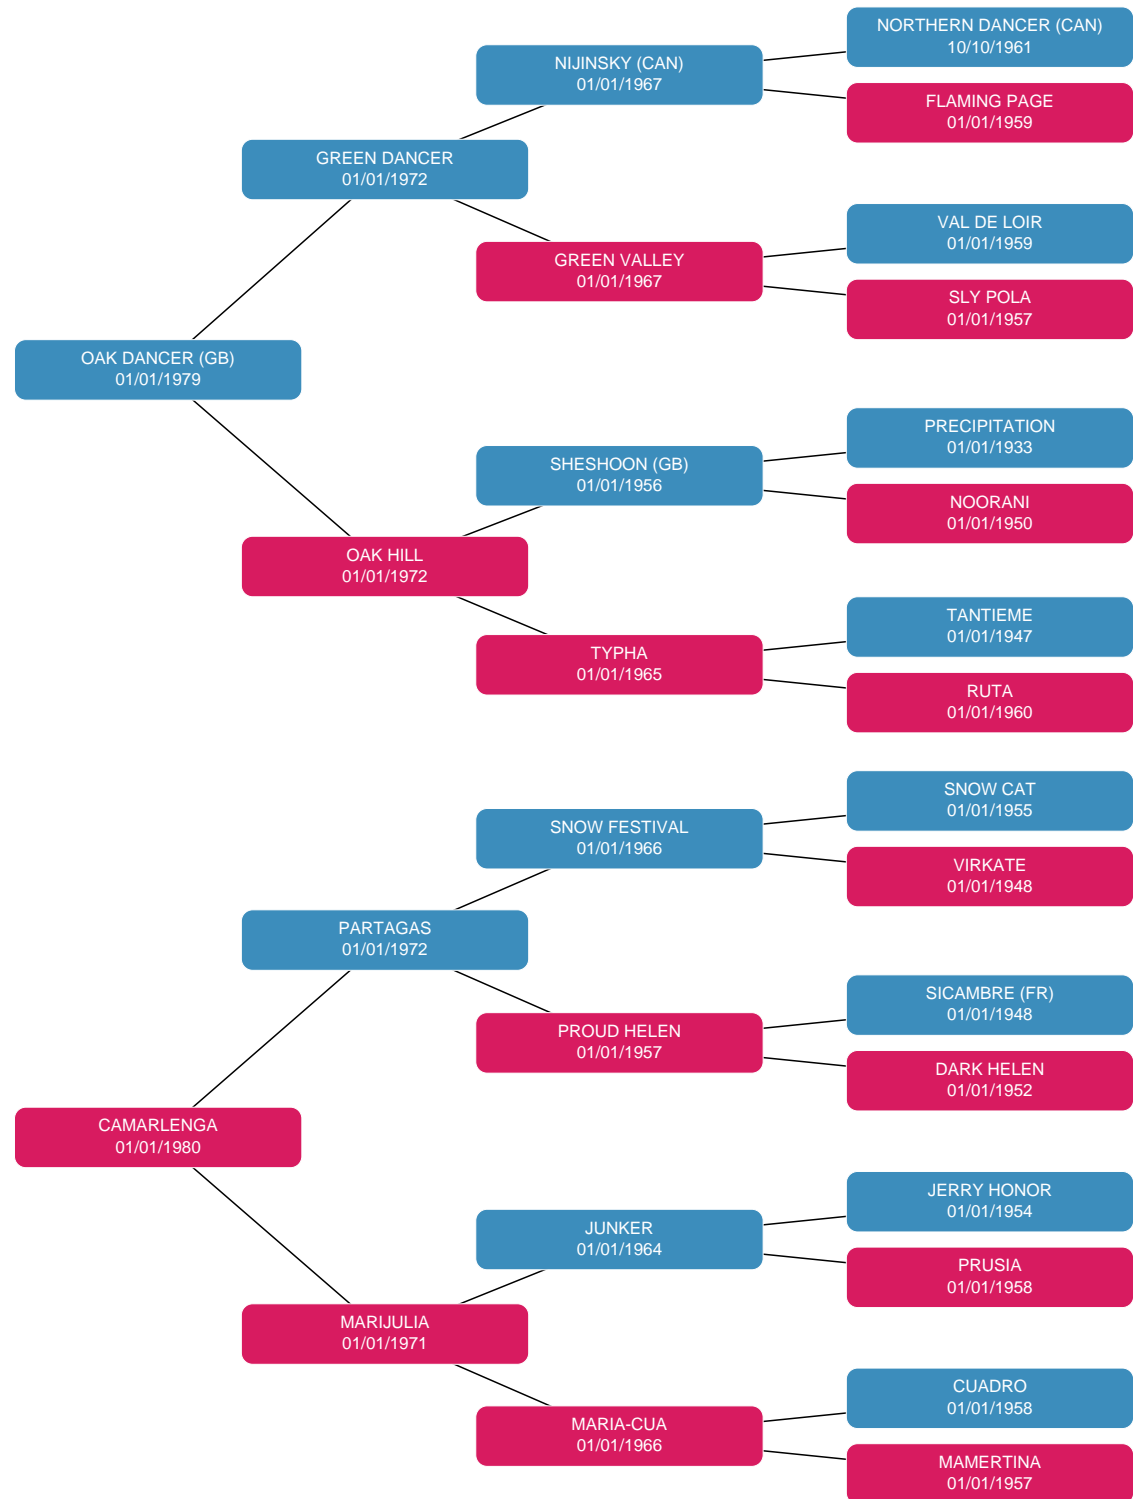 NORTHERN DANCER (CAN)
10/10/1961
NIJINSKY (CAN)
01/01/1967
FLAMING PAGE
01/01/1959
GREEN DANCER
01/01/1972
VAL DE LOIR
01/01/1959
GREEN VALLEY
01/01/1967
SLY POLA
01/01/1957
OAK DANCER (GB)
01/01/1979
PRECIPITATION
01/01/1933
SHESHOON (GB)
01/01/1956
NOORANI
01/01/1950
OAK HILL
01/01/1972
TANTIEME
01/01/1947
TYPHA
01/01/1965
RUTA
01/01/1960
SNOW CAT
01/01/1955
SNOW FESTIVAL
01/01/1966
VIRKATE
01/01/1948
PARTAGAS
01/01/1972
SICAMBRE (FR)
01/01/1948
PROUD HELEN
01/01/1957
DARK HELEN
01/01/1952
CAMARLENGA
01/01/1980
JERRY HONOR
01/01/1954
JUNKER
01/01/1964
PRUSIA
01/01/1958
MARIJULIA
01/01/1971
CUADRO
01/01/1958
MARIA-CUA
01/01/1966
MAMERTINA
01/01/1957